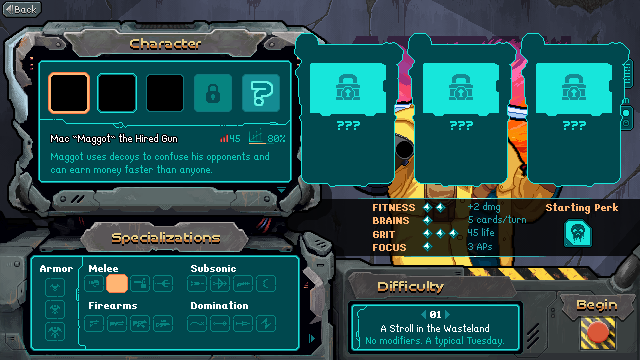 Back
Character
Mac "Maggot" the Hired Gun
45
80%
Maggot uses decoys to confuse his opponents and
can earn money faster than anyone.
???
???
???
FITNESS +2 dmg
BRAINS 5 cards/turn
GRIT 45 life
FOCUS 3 APs
Starting Perk
Specializations
Armor
Melee
Subsonic
Firearms
Domination
Difficulty
01
A Stroll in the Wasteland
No modifiers. A typical Tuesday.
Begin